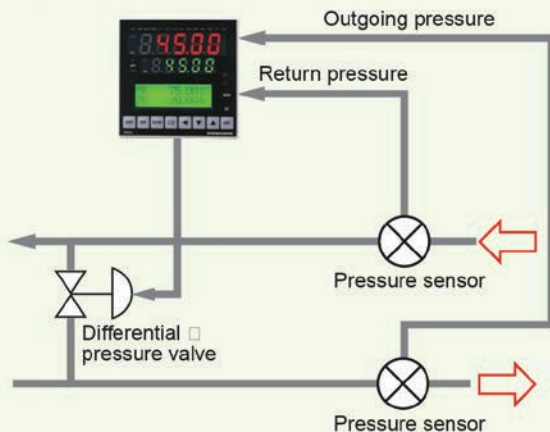 Outgoing pressure
45.00
45.00
Return pressure
Pressure sensor
Differential □
pressure valve
Pressure sensor